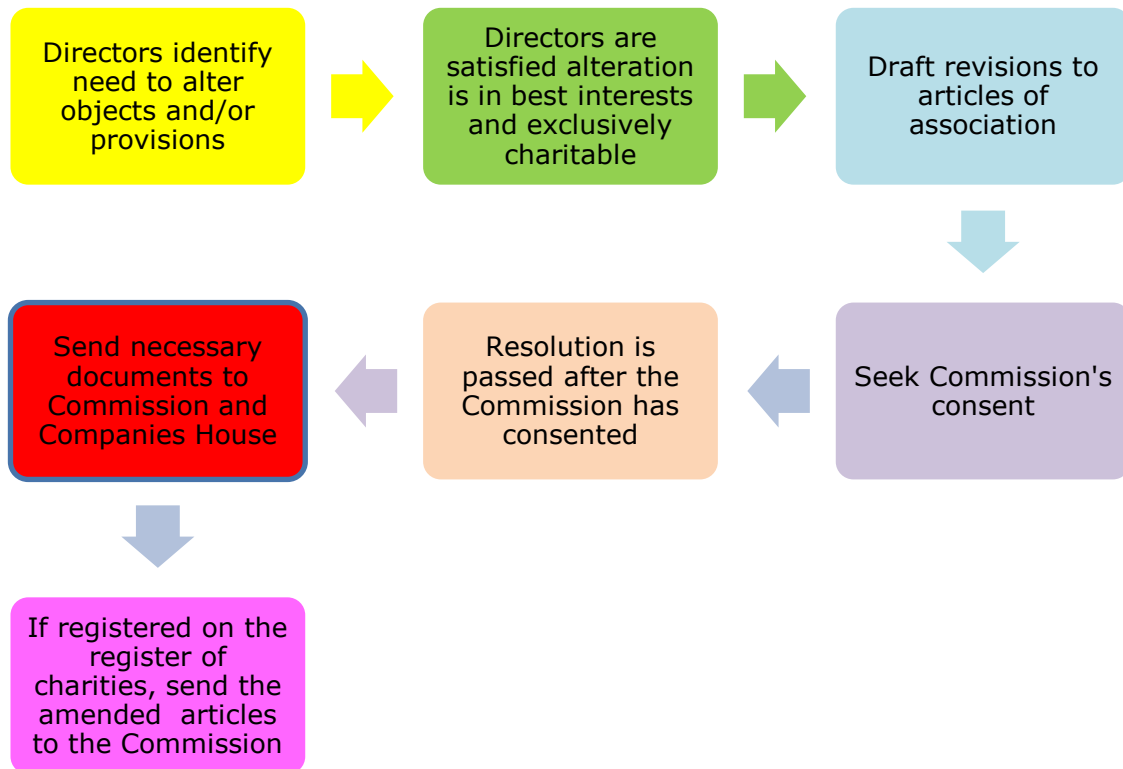 Directors identify
need to alter
objects and/or
provisions
Directors are
satisfied alteration
is in best interests
and exclusively
charitable
Draft revisions to
articles of
association
Seek Commission's
consent
Resolution is
passed after the
Commission has
consented
Send necessary
documents to
Commission and
Companies House
If registered on the
register of
charities, send the
amended articles
to the Commission